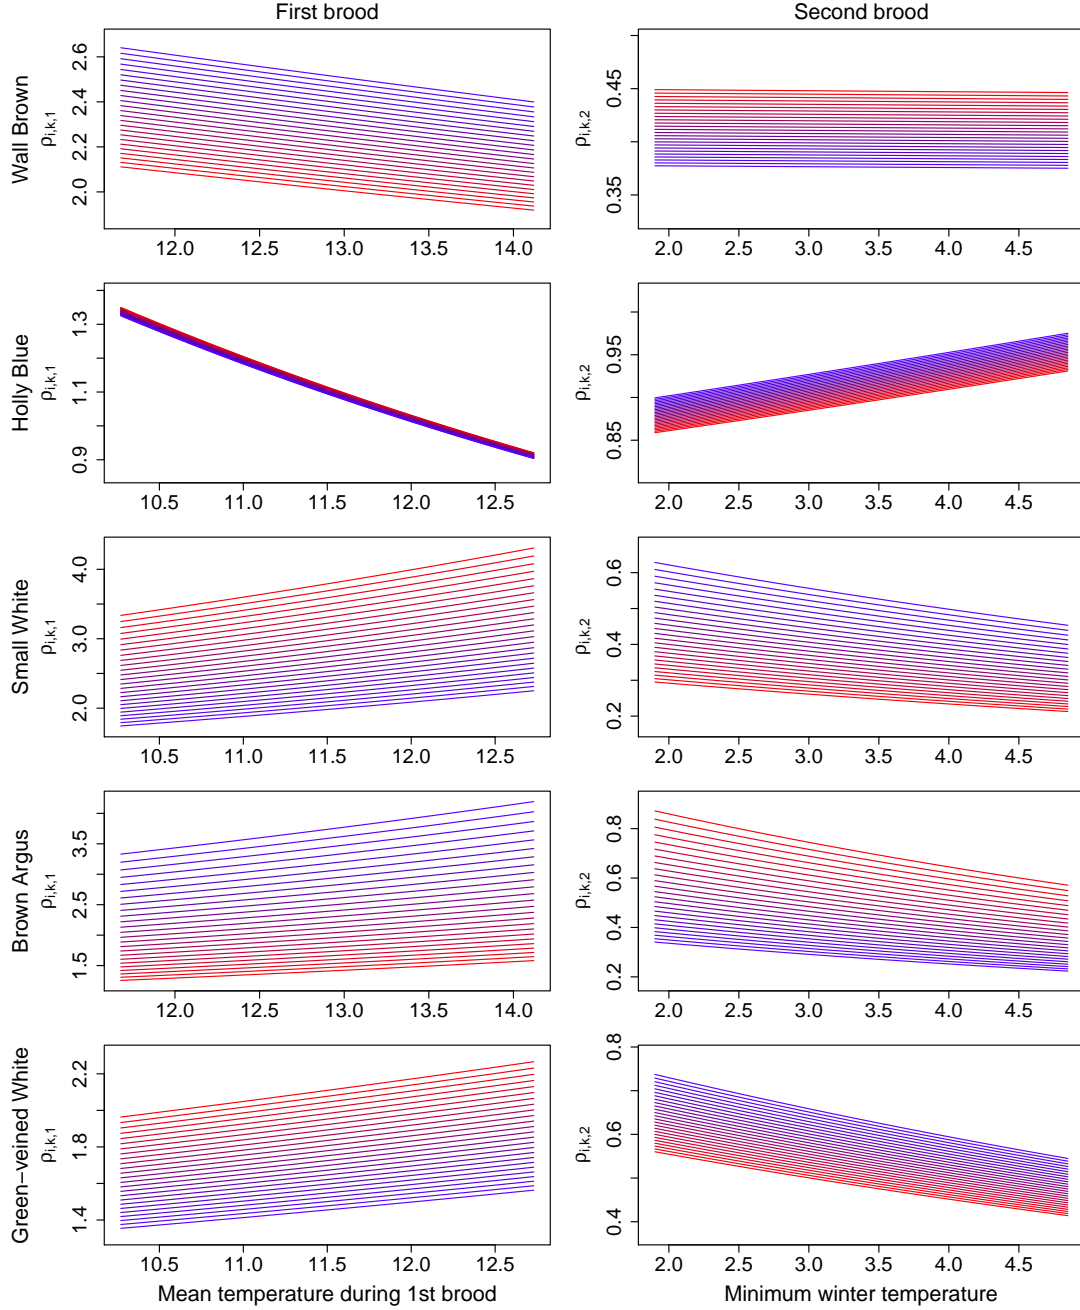 First brood
Second brood
Wall Brown
ρi,k,1
2.0 2.2 2.4 2.6
12.0 12.5 13.0 13.5 14.0
ρi,k,2
0.35 0.45
2.0 2.5 3.0 3.5 4.0 4.5
Holly Blue
ρi,k,1
0.9 1.1 1.3
10.5 11.0 11.5 12.0 12.5
ρi,k,2
0.85 0.95
2.0 2.5 3.0 3.5 4.0 4.5
Small White
ρi,k,1
2.0 3.0 4.0
10.5 11.0 11.5 12.0 12.5
ρi,k,2
0.2 0.4 0.6
2.0 2.5 3.0 3.5 4.0 4.5
Brown Argus
ρi,k,1
1.5 2.5 3.5
12.0 12.5 13.0 13.5 14.0
ρi,k,2
0.2 0.4 0.6 0.8
2.0 2.5 3.0 3.5 4.0 4.5
Green−veined White
ρi,k,1
1.4 1.8 2.2
10.5 11.0 11.5 12.0 12.5
ρi,k,2
0.4 0.6 0.8
2.0 2.5 3.0 3.5 4.0 4.5
Mean temperature during 1st brood
Minimum winter temperature